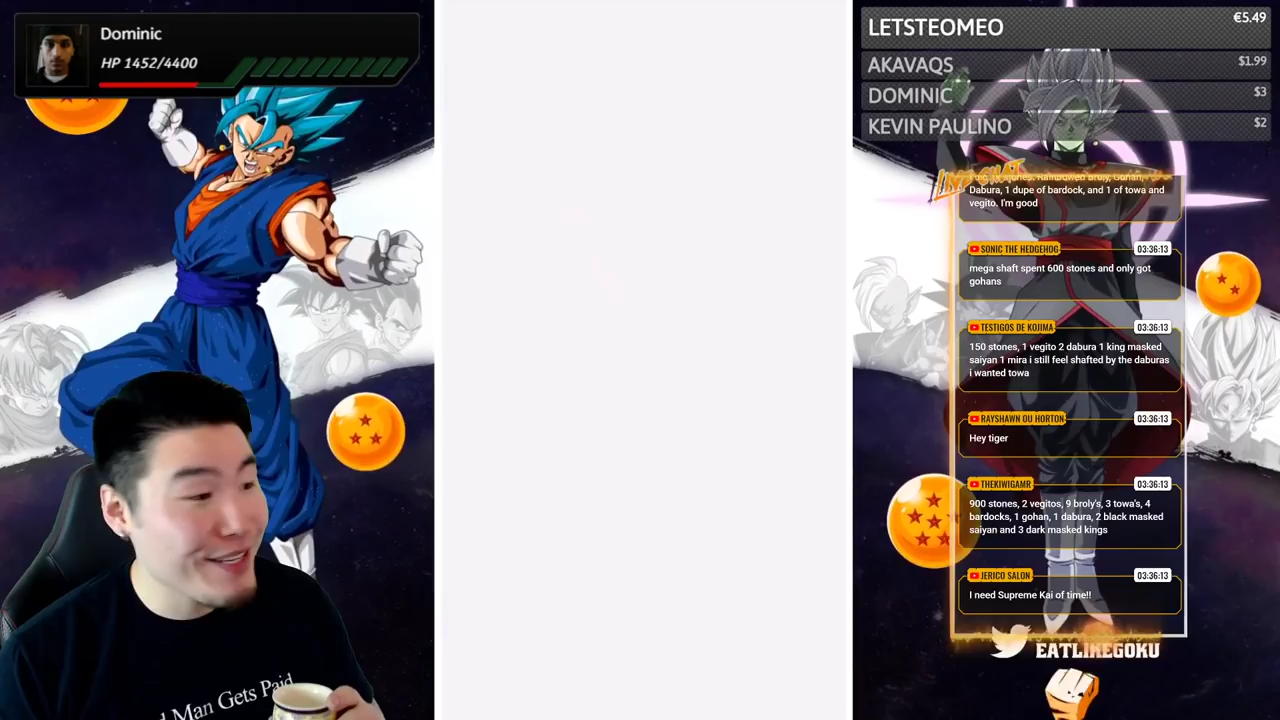 Dominic
HP 1452/4400
LETSTEOMEO
€5.49
AKAVAQS
$1.99
DOMINIC
$3
KEVIN PAULINO
$2
LIVE CHAT
Dabura, 1 dupe of bardock, and 1 of towa and
vegito. I'm good
SONIC THE HEDGEHOG
03:36:13
mega shaft spent 600 stones and only got
gohans
TESTIGOS DE KOJIMA
03:36:13
150 stones, 1 vegito 2 dabura 1 king masked
saiyan 1 mira i still feel shafted by the daburas
i wanted towa
RAYSHAWN OU HORTON
03:36:13
Hey tiger
THEKIWIGAMR
03:36:13
900 stones, 2 vegitos, 9 broly's, 3 towa's, 4
bardocks, 1 gohan, 1 dabura, 2 black masked
saiyan and 3 dark masked kings
JERICO SALON
03:36:13
I need Supreme Kai of time!!
EATLIKEGOKU
Man Gets Paid